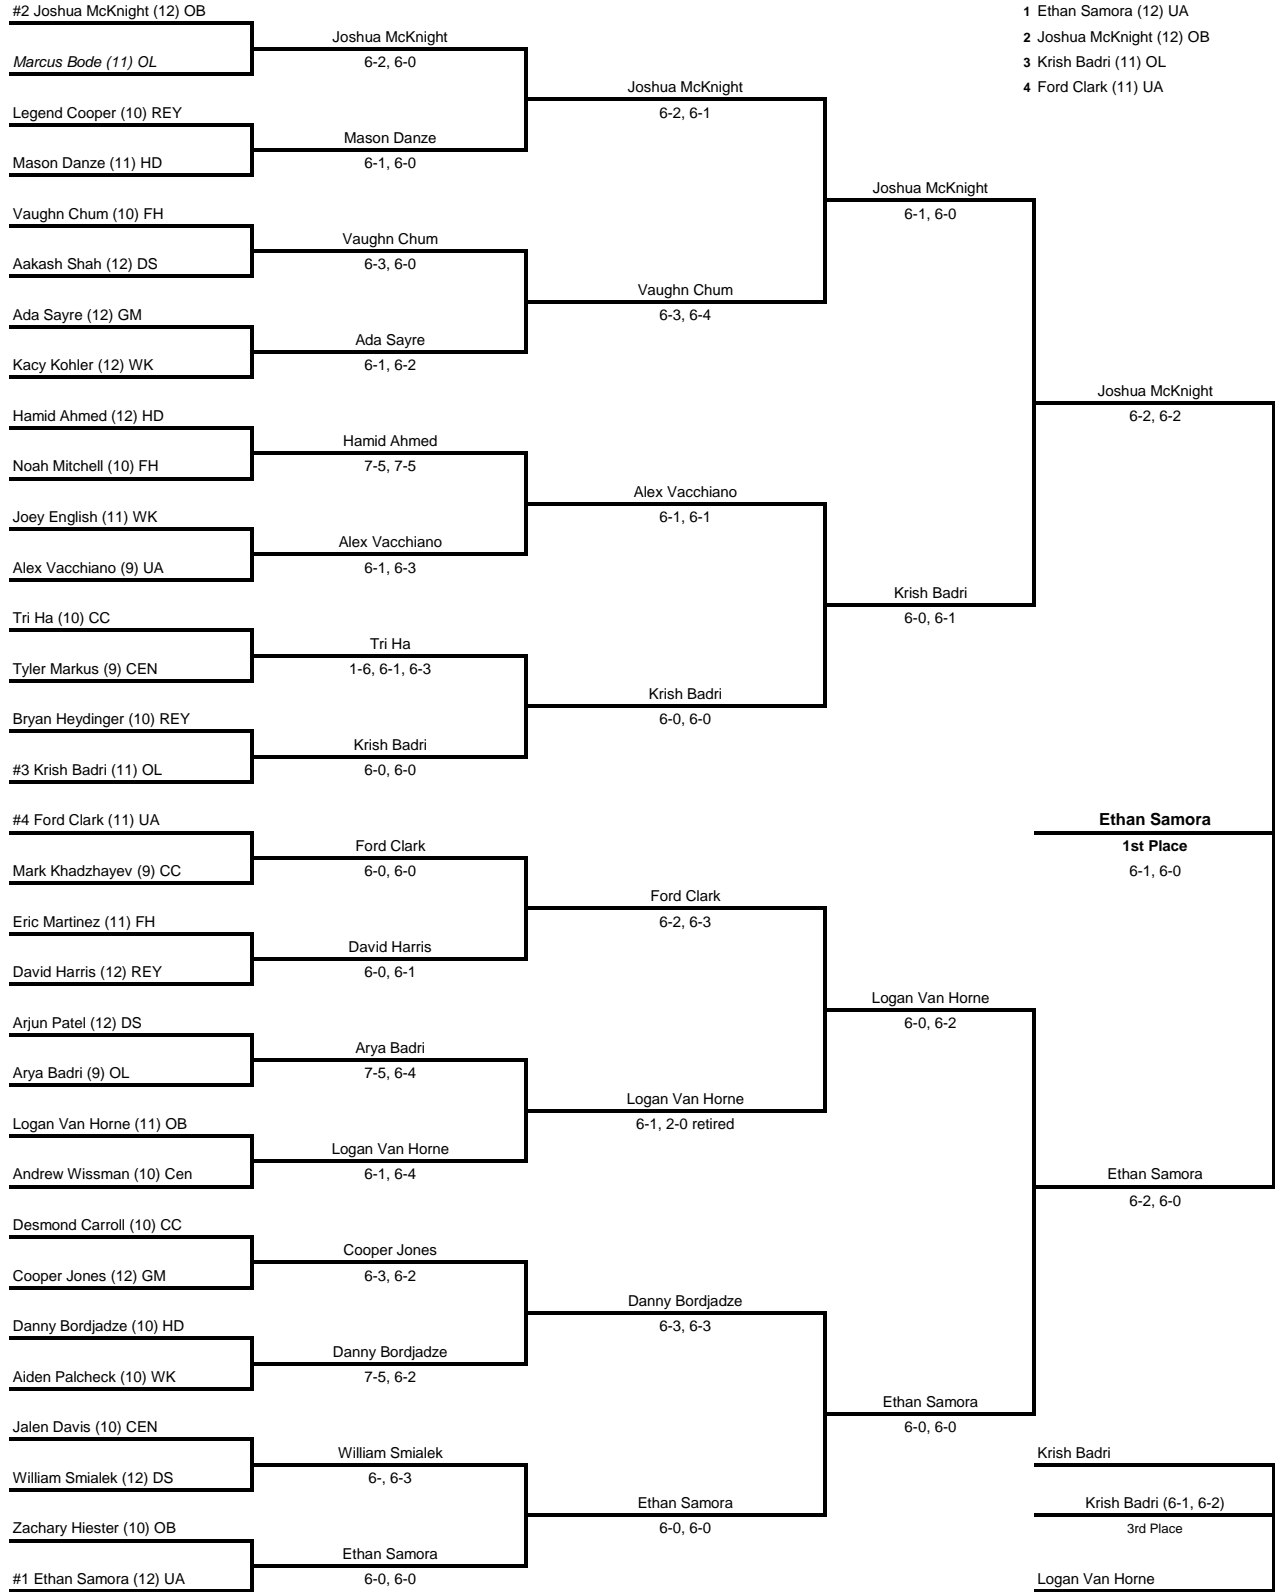 #2 Joshua McKnight (12) OB
Marcus Bode (11) OL
Legend Cooper (10) REY
Mason Danze (11) HD
Vaughn Chum (10) FH
Aakash Shah (12) DS
Ada Sayre (12) GM
Kacy Kohler (12) WK
Hamid Ahmed (12) HD
Noah Mitchell (10) FH
Joey English (11) WK
Alex Vacchiano (9) UA
Tri Ha (10) CC
Tyler Markus (9) CEN
Bryan Heydinger (10) REY
#3 Krish Badri (11) OL
#4 Ford Clark (11) UA
Mark Khadzhayev (9) CC
Eric Martinez (11) FH
David Harris (12) REY
Arjun Patel (12) DS
Arya Badri (9) OL
Logan Van Horne (11) OB
Andrew Wissman (10) Cen
Desmond Carroll (10) CC
Cooper Jones (12) GM
Danny Bordjadze (10) HD
Aiden Palcheck (10) WK
Jalen Davis (10) CEN
William Smialek (12) DS
Zachary Hiester (10) OB
#1 Ethan Samora (12) UA
Joshua McKnight
6-2, 6-0
Mason Danze
6-1, 6-0
Vaughn Chum
6-3, 6-0
Ada Sayre
6-1, 6-2
Hamid Ahmed
7-5, 7-5
Alex Vacchiano
6-1, 6-3
Tri Ha
1-6, 6-1, 6-3
Krish Badri
6-0, 6-0
Ford Clark
6-0, 6-0
David Harris
6-0, 6-1
Arya Badri
7-5, 6-4
Logan Van Horne
6-1, 6-4
Cooper Jones
6-3, 6-2
Danny Bordjadze
7-5, 6-2
William Smialek
6-, 6-3
Ethan Samora
6-0, 6-0
Joshua McKnight
6-2, 6-1
Vaughn Chum
6-3, 6-4
Alex Vacchiano
6-1, 6-1
Krish Badri
6-0, 6-0
Ford Clark
6-2, 6-3
Logan Van Horne
6-1, 2-0 retired
Danny Bordjadze
6-3, 6-3
Ethan Samora
6-0, 6-0
Joshua McKnight
6-1, 6-0
Krish Badri
6-0, 6-1
Logan Van Horne
6-0, 6-2
Ethan Samora
6-0, 6-0
1 Ethan Samora (12) UA
2 Joshua McKnight (12) OB
3 Krish Badri (11) OL
4 Ford Clark (11) UA
Joshua McKnight
6-2, 6-2
Ethan Samora
1st Place
6-1, 6-0
Ethan Samora
6-2, 6-0
Krish Badri
Krish Badri (6-1, 6-2)
3rd Place
Logan Van Horne